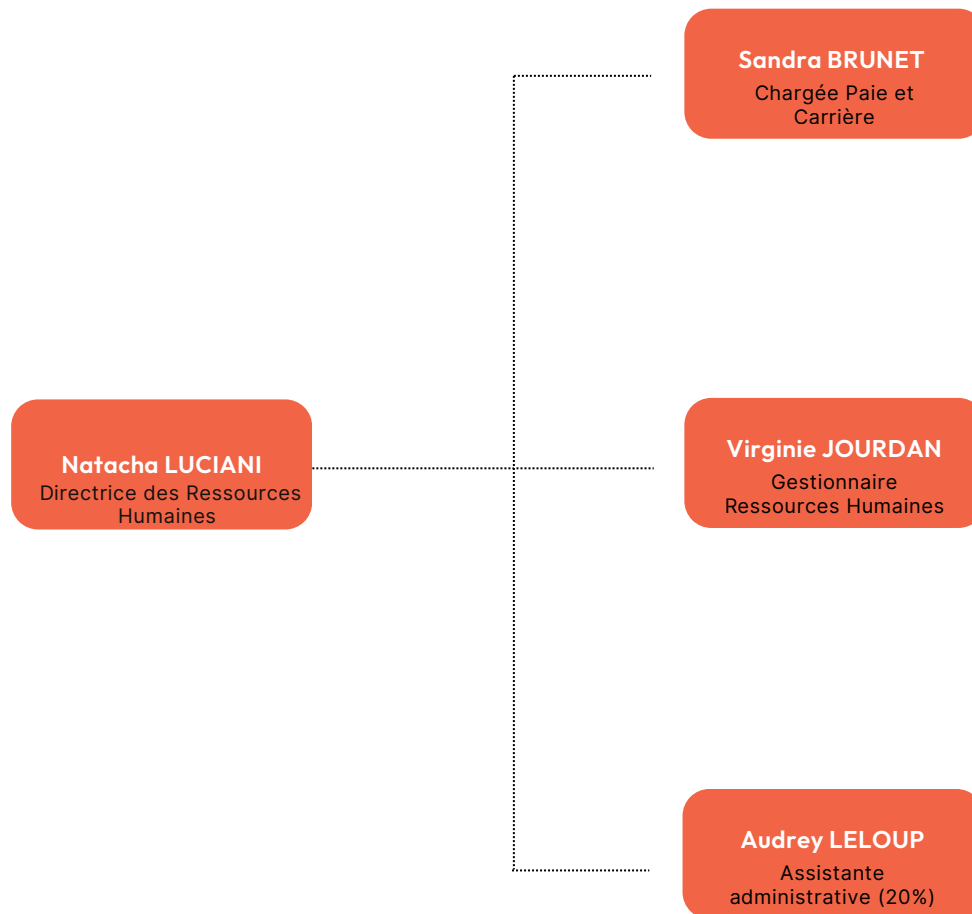 Sandra BRUNET
Chargée Paie et
Carrière
Natacha LUCIANI
Directrice des Ressources
Humaines
Virginie JOURDAN
Gestionnaire
Ressources Humaines
Audrey LELOUP
Assistante
administrative (20%)